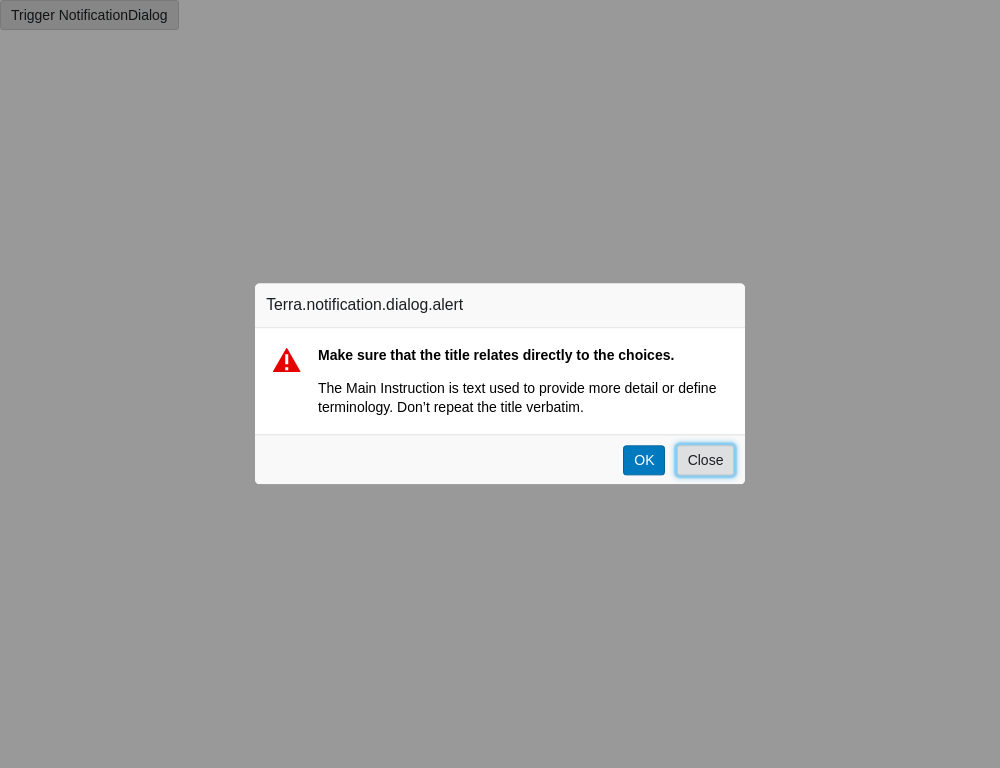 Trigger NotificationDialog
Terra.notification.dialog.alert
Make sure that the title relates directly to the choices.
The Main Instruction is text used to provide more detail or define
terminology. Don’t repeat the title verbatim.
OK Close